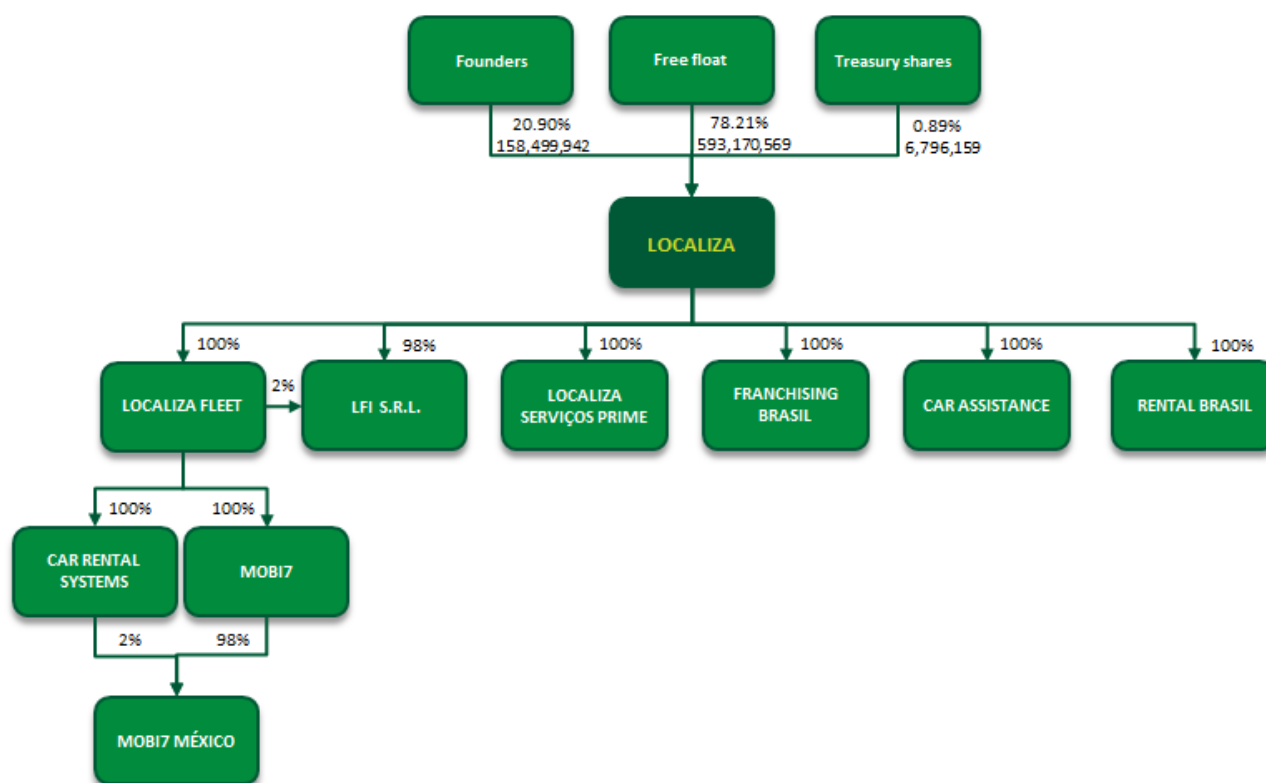 Founders
Free float
Treasury shares
20.90%
158,499,942
78.21%
593,170,569
0.89%
6,796,159
LOCALIZA
100%
98%
100%
100%
100%
100%
LOCALIZA FLEET
2%
LFI S.R.L.
LOCALIZA
SERVIÇOS PRIME
FRANCHISING
BRASIL
CAR ASSISTANCE
RENTAL BRASIL
100%
100%
CAR RENTAL
SYSTEMS
MOBI7
2%
98%
MOBI7 MÉXICO